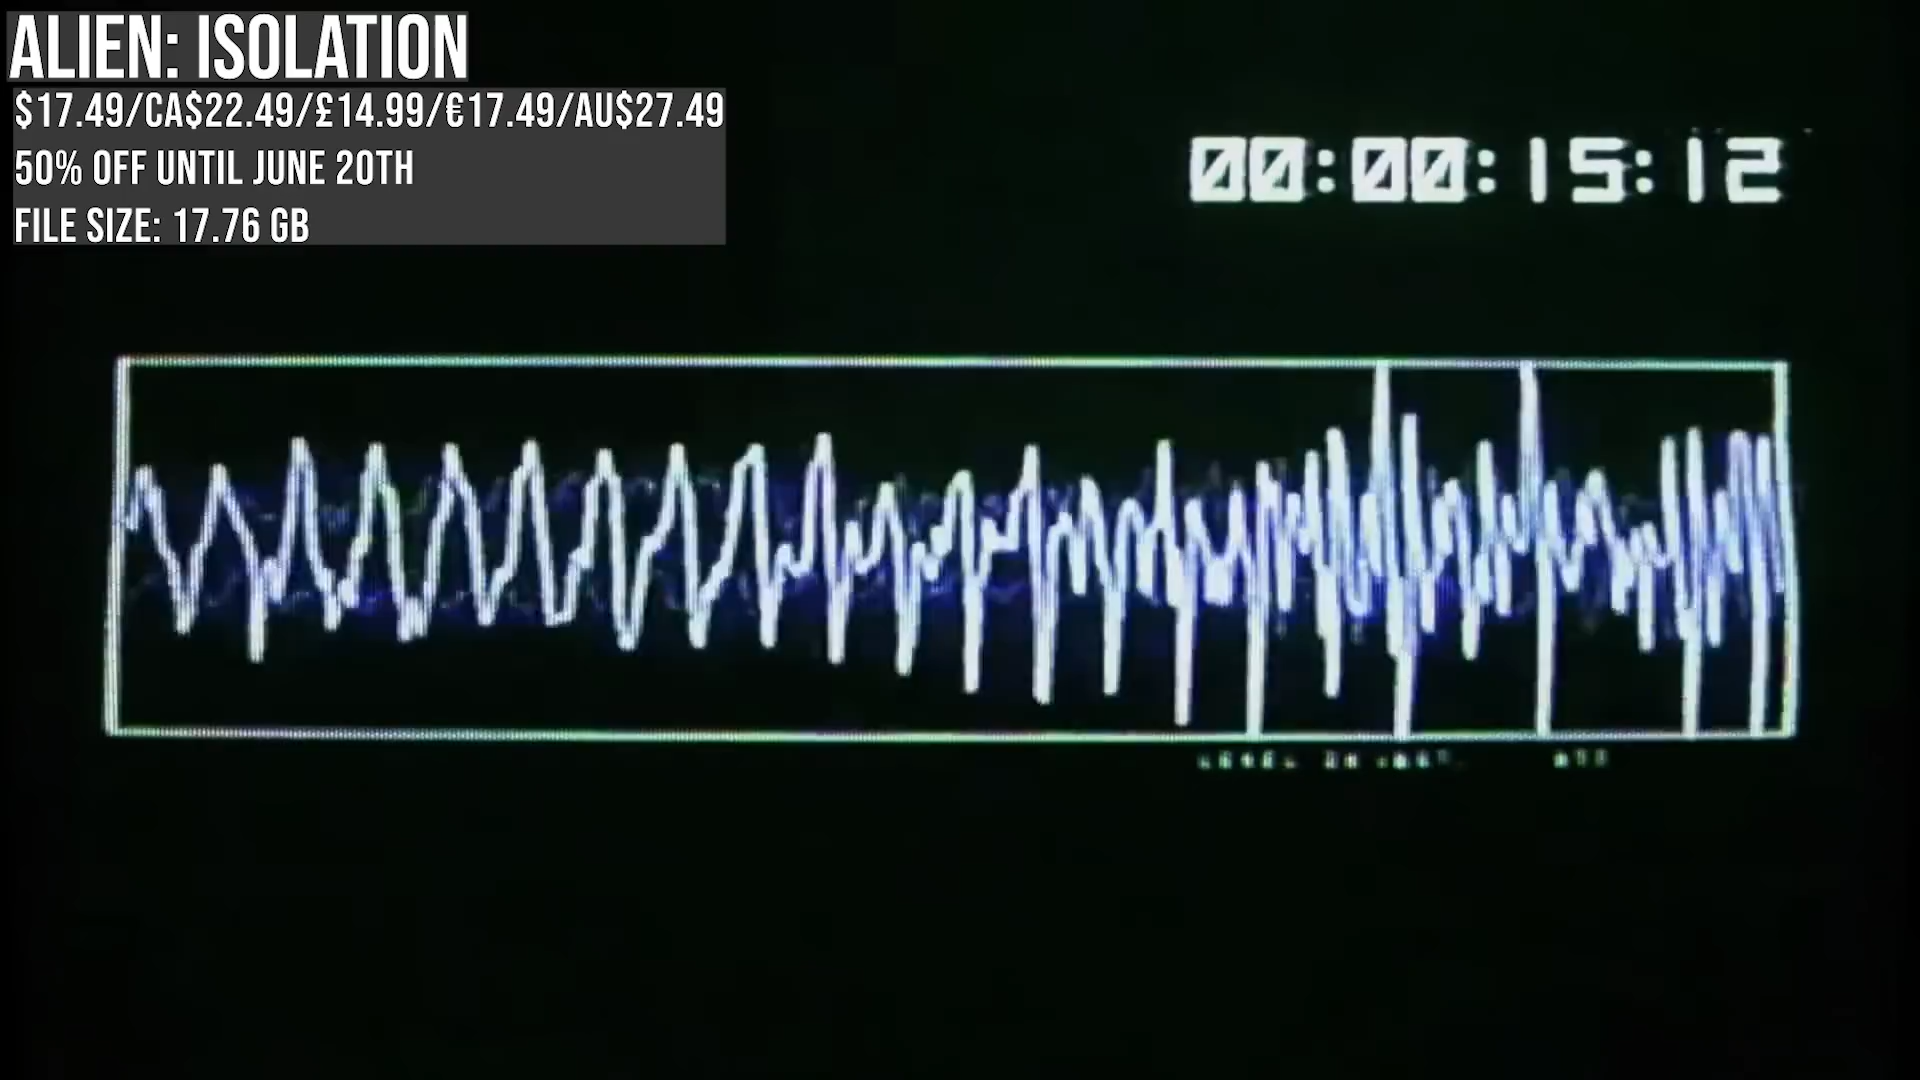 ALIEN: ISOLATION
$17.49/CA$22.49/£14.99/€17.49/AU$27.49
50% OFF UNTIL JUNE 20TH
FILE SIZE: 17.76 GB
00:00:15:12